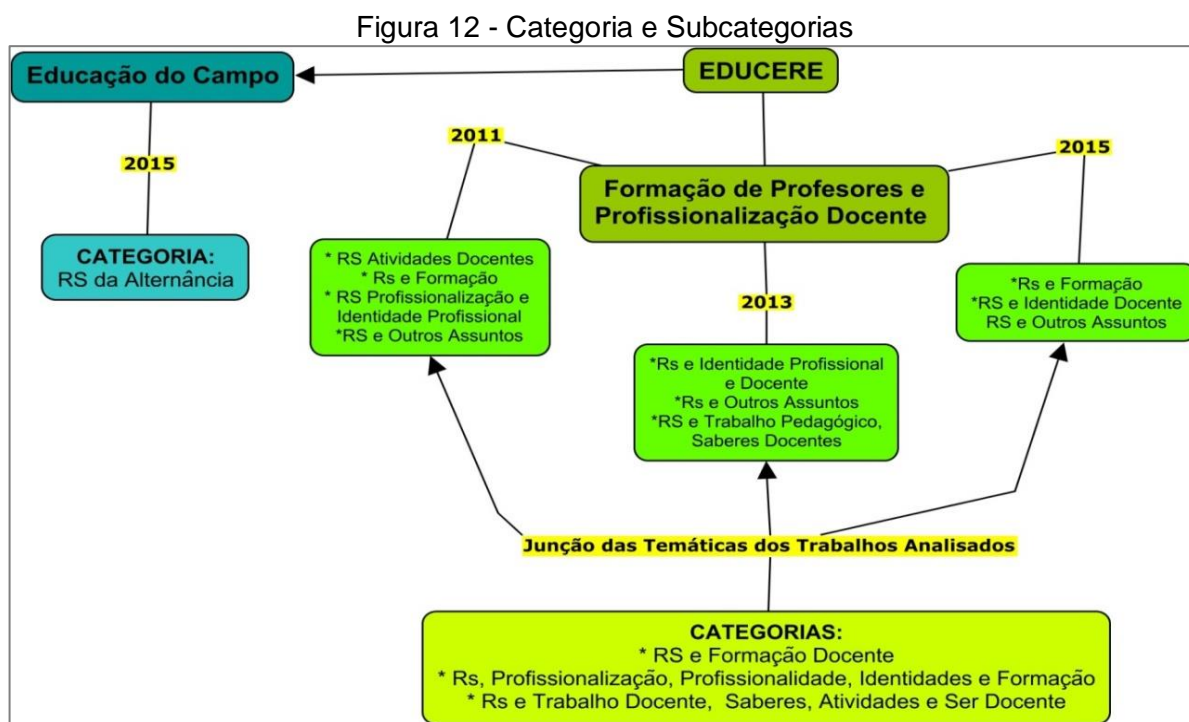 Figura 12 - Categoria e Subcategorias
Educação do Campo
EDUCERE
2011
2015
2015
Formação de Profesores e
Profissionalização Docente
CATEGORIA:
RS da Alternância
* RS Atividades Docentes
* Rs e Formação
* RS Profissionalização e
Identidade Profissional
*RS e Outros Assuntos
2013
*Rs e Formação
*RS e Identidade Docente
RS e Outros Assuntos
*Rs e Identidade Profissional
e Docente
*Rs e Outros Assuntos
*RS e Trabalho Pedagógico,
Saberes Docentes
Junção das Temáticas dos Trabalhos Analisados
CATEGORIAS:
* RS e Formação Docente
* Rs, Profissionalização, Profissionalidade, Identidades e Formação
* Rs e Trabalho Docente, Saberes, Atividades e Ser Docente